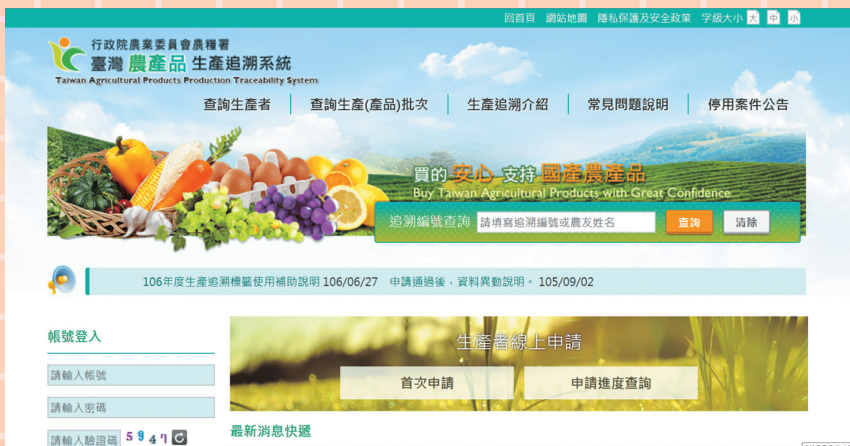 回首頁 網站地圖 隱私保護及安全政策 字級大小 大 中 小
行政院農業委員會農糧署
臺灣 農產品 生產追溯系統
Taiwan Agricultural Products Production Traceability System
查詢生產者 查詢生產(產品)批次 生產追溯介紹 常見問題說明 停用案件公告
買的 安心 支持 國產農產品
Buy Taiwan Agricultural Products with Great Confidence
追溯編號查詢 請填寫追溯編號或農友姓名 查詢 清除
106年度生產追溯標籤使用補助說明 106/06/27 申請通過後，資料異動說明。 105/09/02
帳號登入
生產者線上申請
請輸入帳號
首次申請 申請進度查詢
請輸入密碼
請輸入驗證碼 5 9 4 7
最新消息快遞